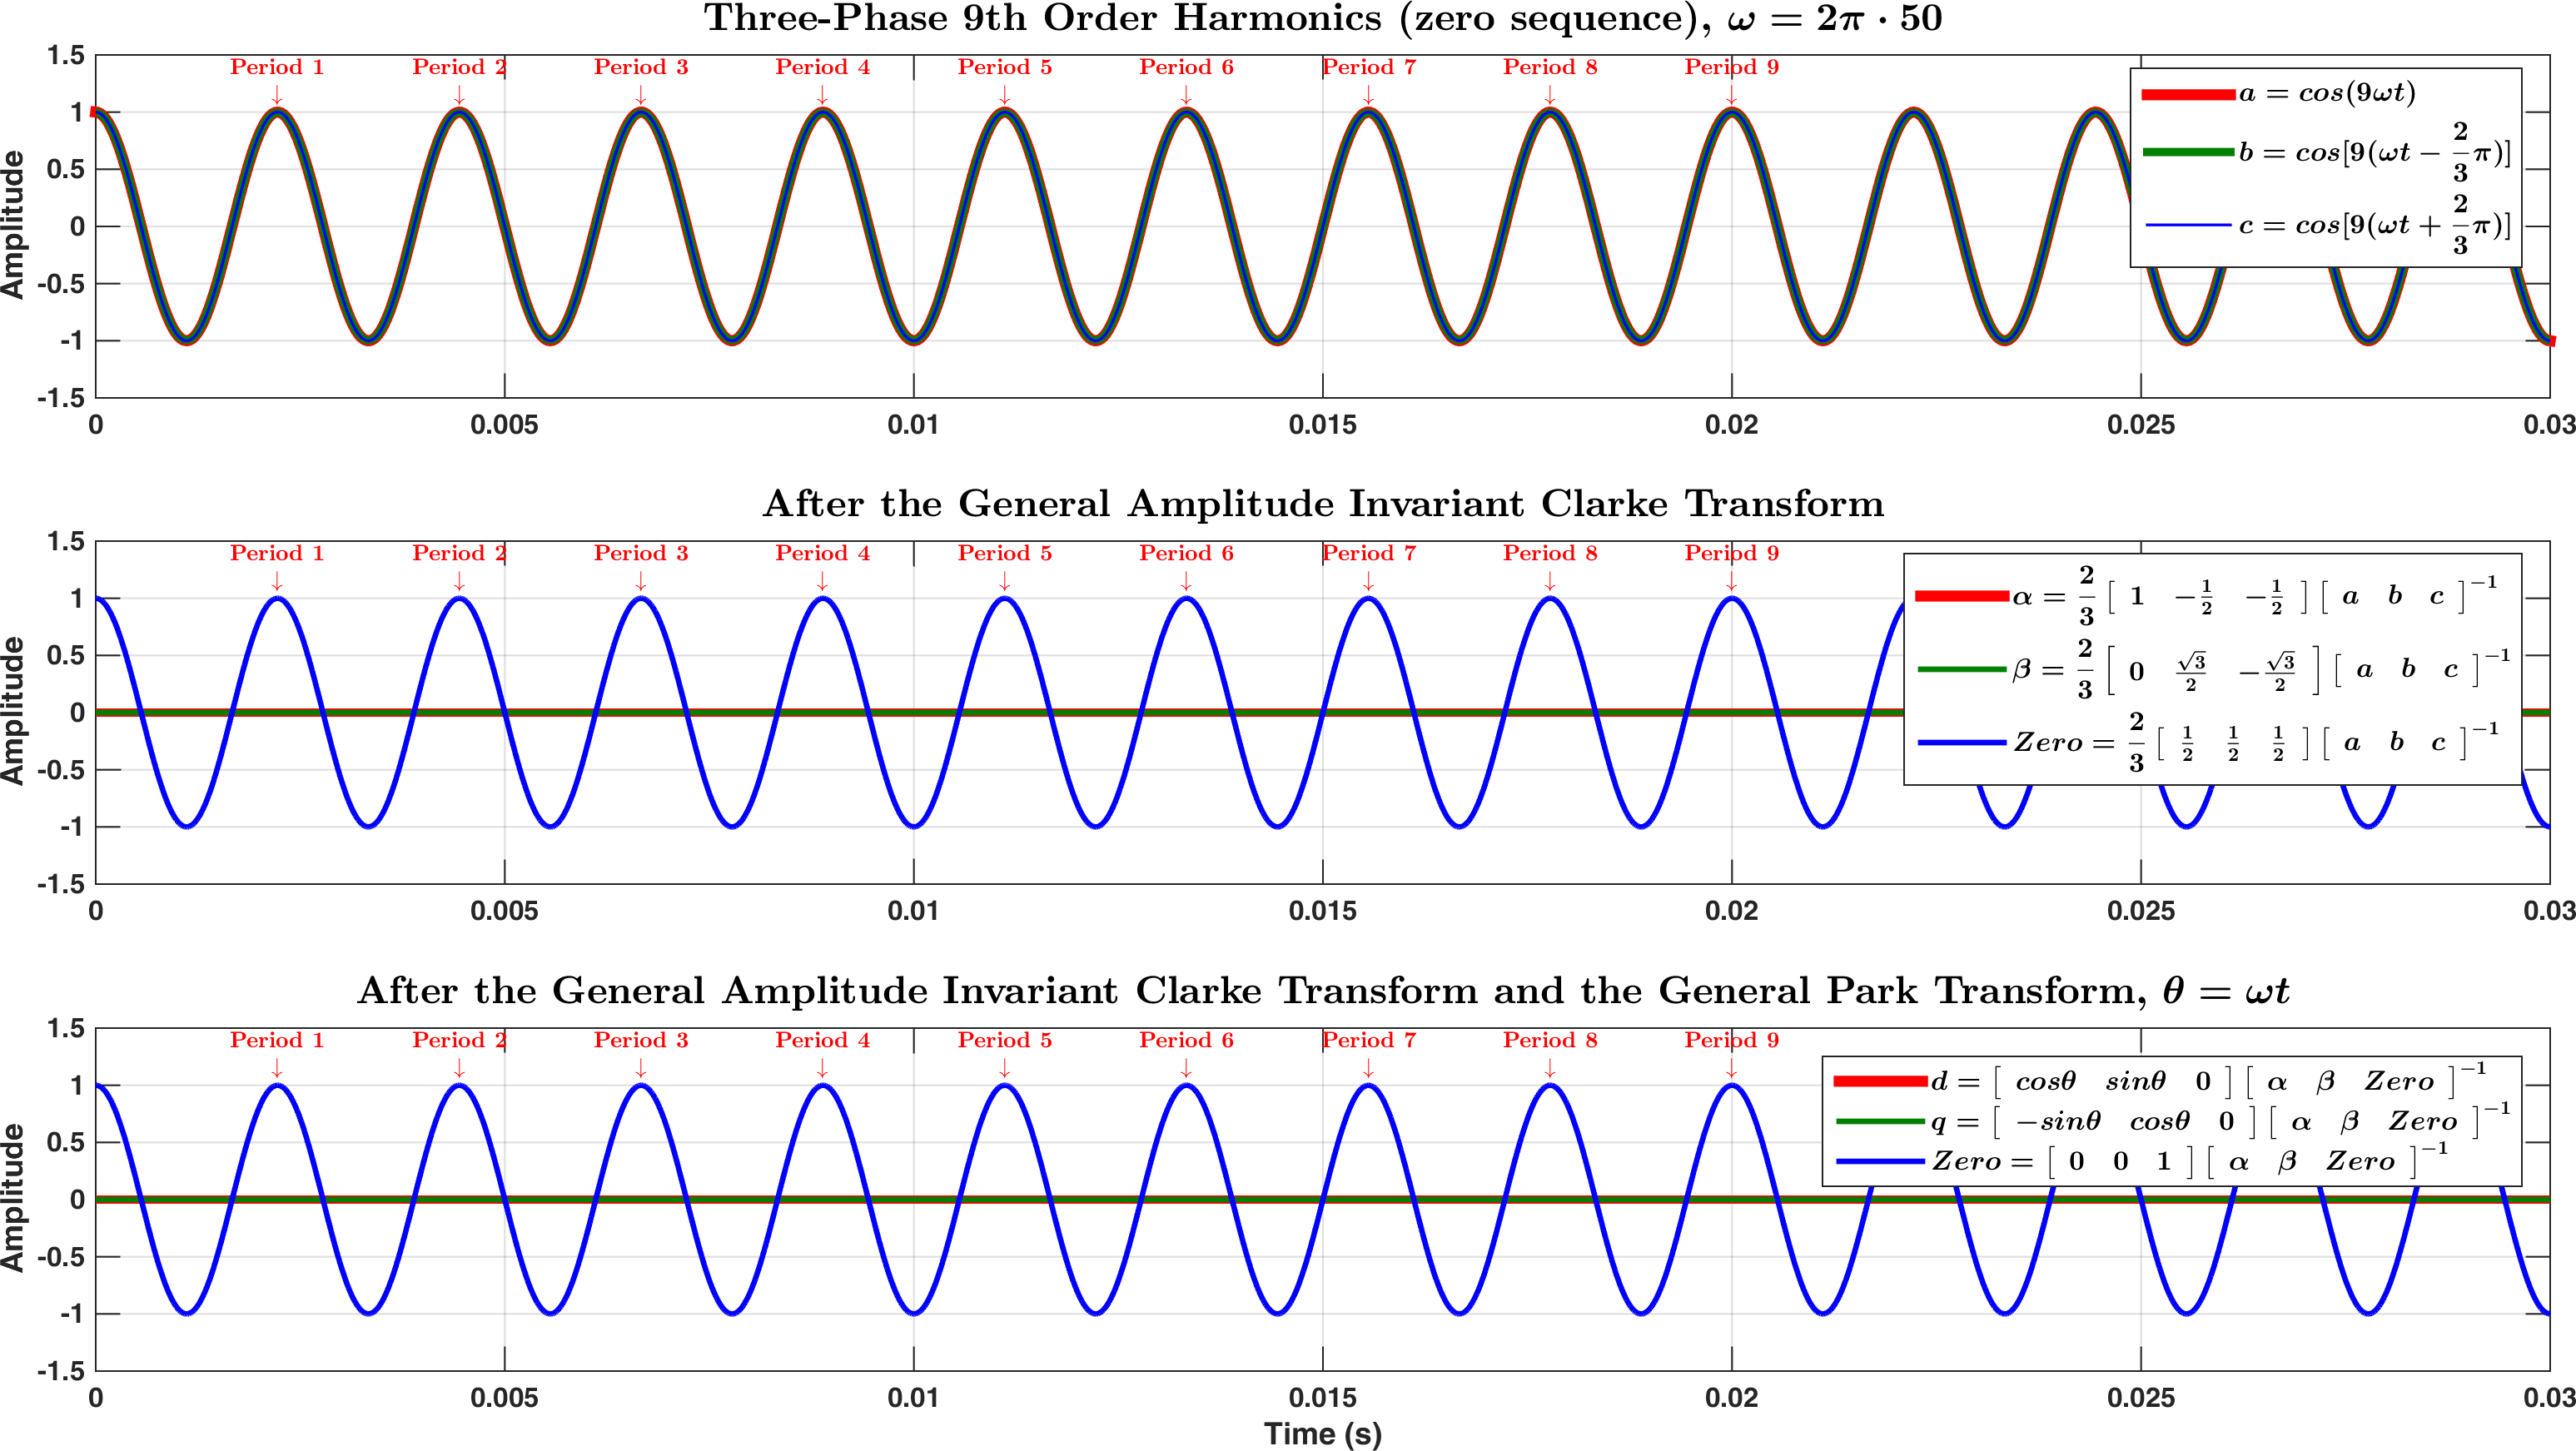 Three-Phase 9th Order Harmonics (zero sequence), ω = 2π · 50
Period 1 Period 2 Period 3 Period 4 Period 5 Period 6 Period 7 Period 8 Period 9
↓ ↓ ↓ ↓ ↓ ↓ ↓ ↓ ↓
a = cos(9ωt)
b = cos[9(ωt − 2/3 π)]
c = cos[9(ωt + 2/3 π)]
1.5
1
0.5
0
-0.5
-1
-1.5
Amplitude
0 0.005 0.01 0.015 0.02 0.025 0.03
After the General Amplitude Invariant Clarke Transform
Period 1 Period 2 Period 3 Period 4 Period 5 Period 6 Period 7 Period 8 Period 9
↓ ↓ ↓ ↓ ↓ ↓ ↓ ↓ ↓
α = 2/3 [ 1 −1/2 −1/2 ] [ a b c ]^−1
β = 2/3 [ 0 √3/2 −√3/2 ] [ a b c ]^−1
Zero = 2/3 [ 1/2 1/2 1/2 ] [ a b c ]^−1
1.5
1
0.5
0
-0.5
-1
-1.5
Amplitude
0 0.005 0.01 0.015 0.02 0.025 0.03
After the General Amplitude Invariant Clarke Transform and the General Park Transform, θ = ωt
Period 1 Period 2 Period 3 Period 4 Period 5 Period 6 Period 7 Period 8 Period 9
↓ ↓ ↓ ↓ ↓ ↓ ↓ ↓ ↓
d = [ cosθ sinθ 0 ] [ α β Zero ]^−1
q = [ −sinθ cosθ 0 ] [ α β Zero ]^−1
Zero = [ 0 0 1 ] [ α β Zero ]^−1
1.5
1
0.5
0
-0.5
-1
-1.5
Amplitude
0 0.005 0.01 0.015 0.02 0.025 0.03
Time (s)